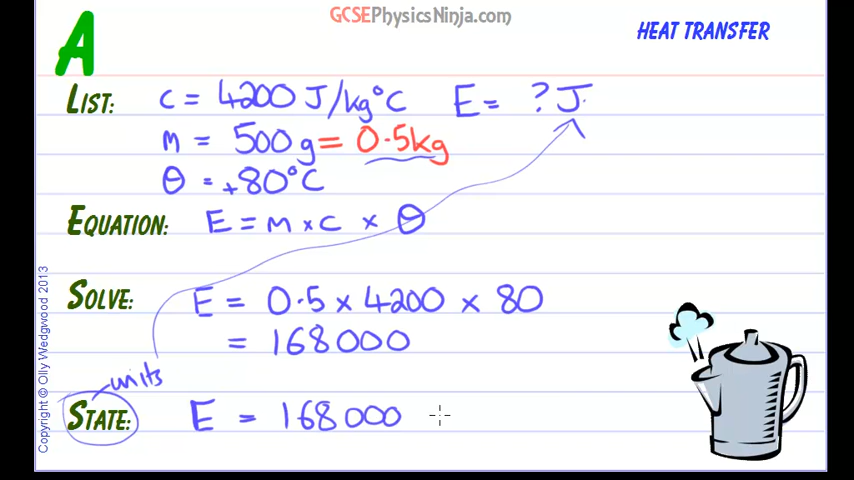 GCSEPhysicsNinja.com
A
HEAT TRANSFER
LIST: c = 4200 J/kg°C E = ? J
m = 500g = 0.5kg
θ = +80°C
EQUATION: E = m × c × θ
SOLVE: E = 0.5 × 4200 × 80
= 168000
units
STATE: E = 168000
Copyright © Olly Wedgwood 2013